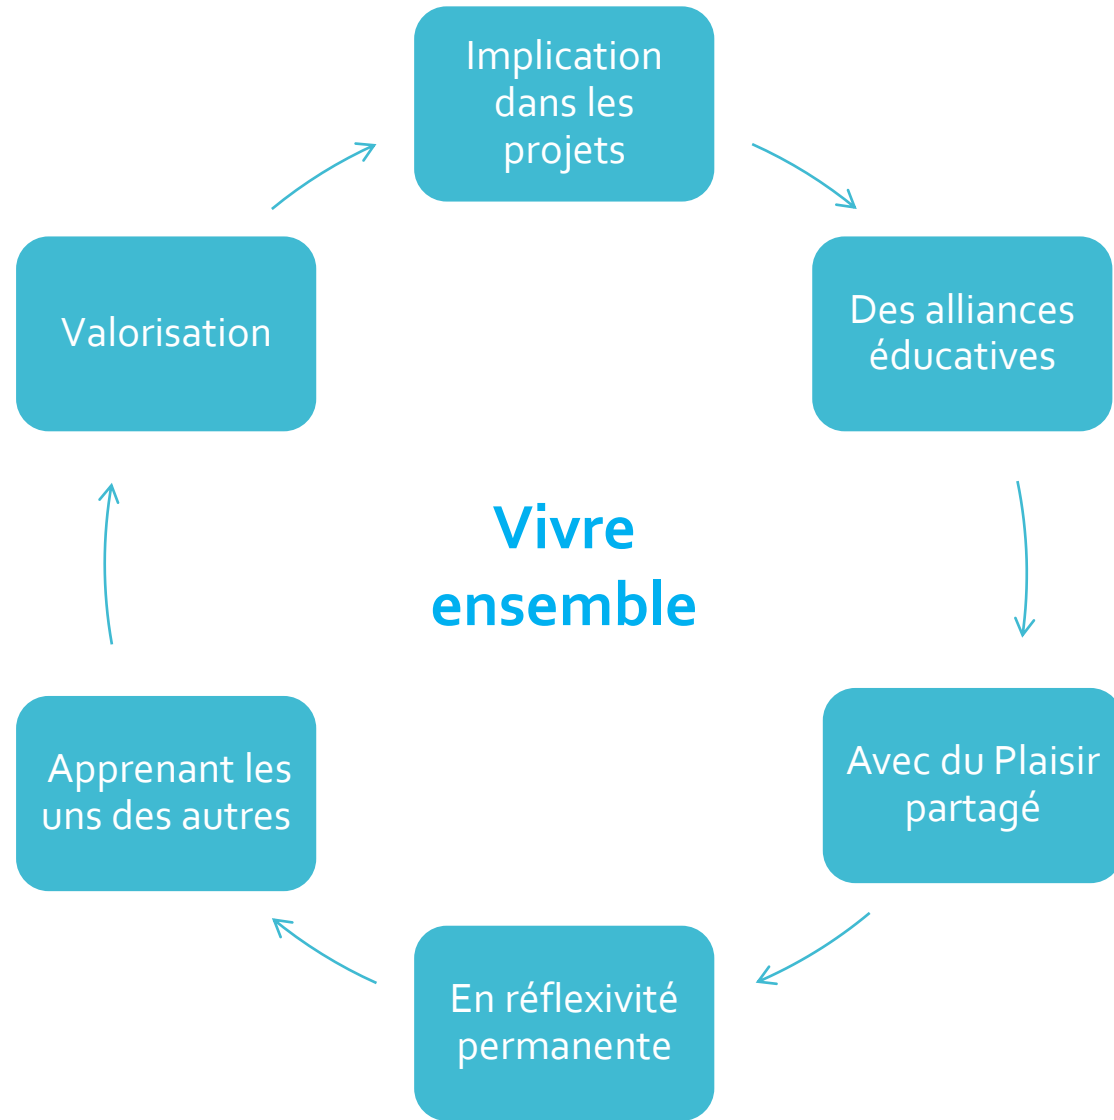 Implication
dans les
projets
Des alliances
éducatives
Avec du Plaisir
partagé
En réflexivité
permanente
Apprenant les
uns des autres
Valorisation
Vivre
ensemble